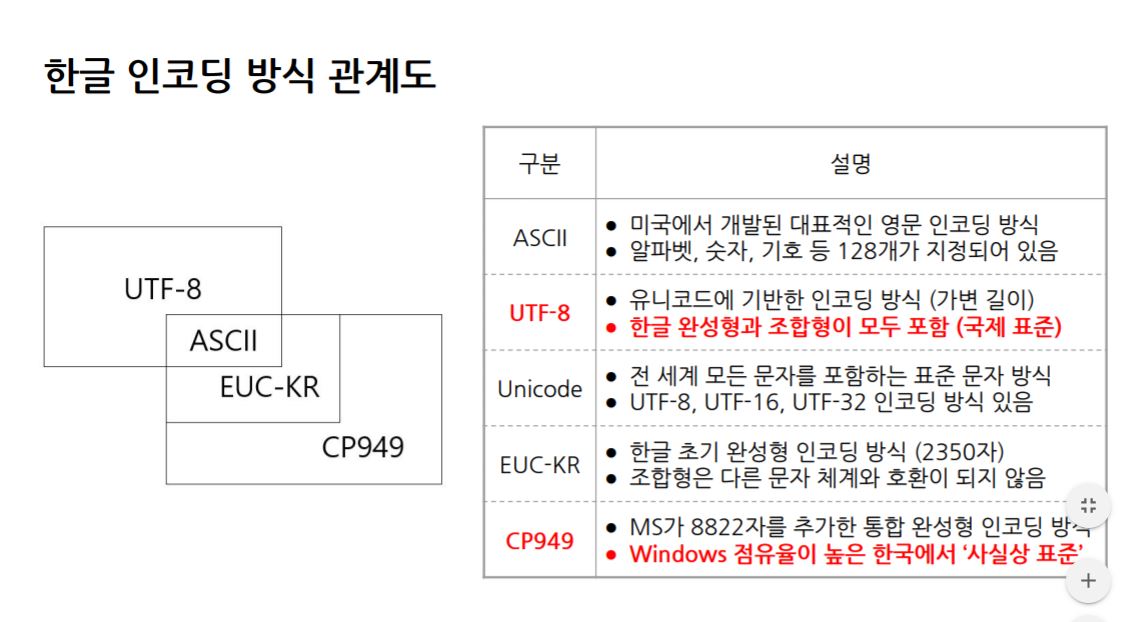 한글 인코딩 방식 관계도
UTF-8
ASCII
EUC-KR
CP949
구분
설명
ASCII
● 미국에서 개발된 대표적인 영문 인코딩 방식
● 알파벳, 숫자, 기호 등 128개가 지정되어 있음
UTF-8
● 유니코드에 기반한 인코딩 방식 (가변 길이)
● 한글 완성형과 조합형이 모두 포함 (국제 표준)
Unicode
● 전 세계 모든 문자를 포함하는 표준 문자 방식
● UTF-8, UTF-16, UTF-32 인코딩 방식 있음
EUC-KR
● 한글 초기 완성형 인코딩 방식 (2350자)
● 조합형은 다른 문자 체계와 호환이 되지 않음
CP949
● MS가 8822자를 추가한 통합 완성형 인코딩 방식
● Windows 점유율이 높은 한국에서 ‘사실상 표준’